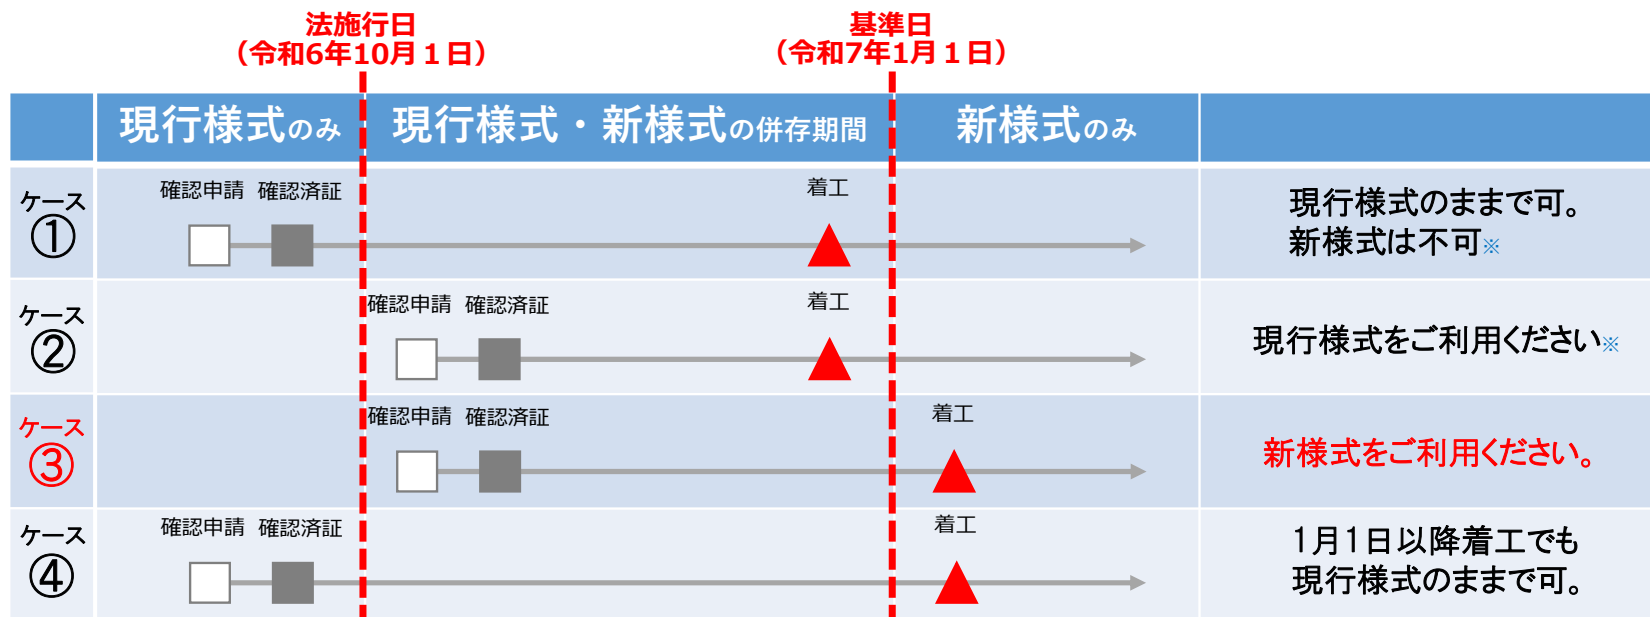 法施行日
（令和6年10月１日）
基準日
（令和7年1月１日）
現行様式のみ
現行様式・新様式の併存期間
新様式のみ
ケース
①
確認申請
確認済証
着工
現行様式のままで可。
新様式は不可※
ケース
②
確認申請
確認済証
着工
現行様式をご利用ください※
ケース
③
確認申請
確認済証
着工
新様式をご利用ください。
ケース
④
確認申請
確認済証
着工
1月1日以降着工でも
現行様式のままで可。